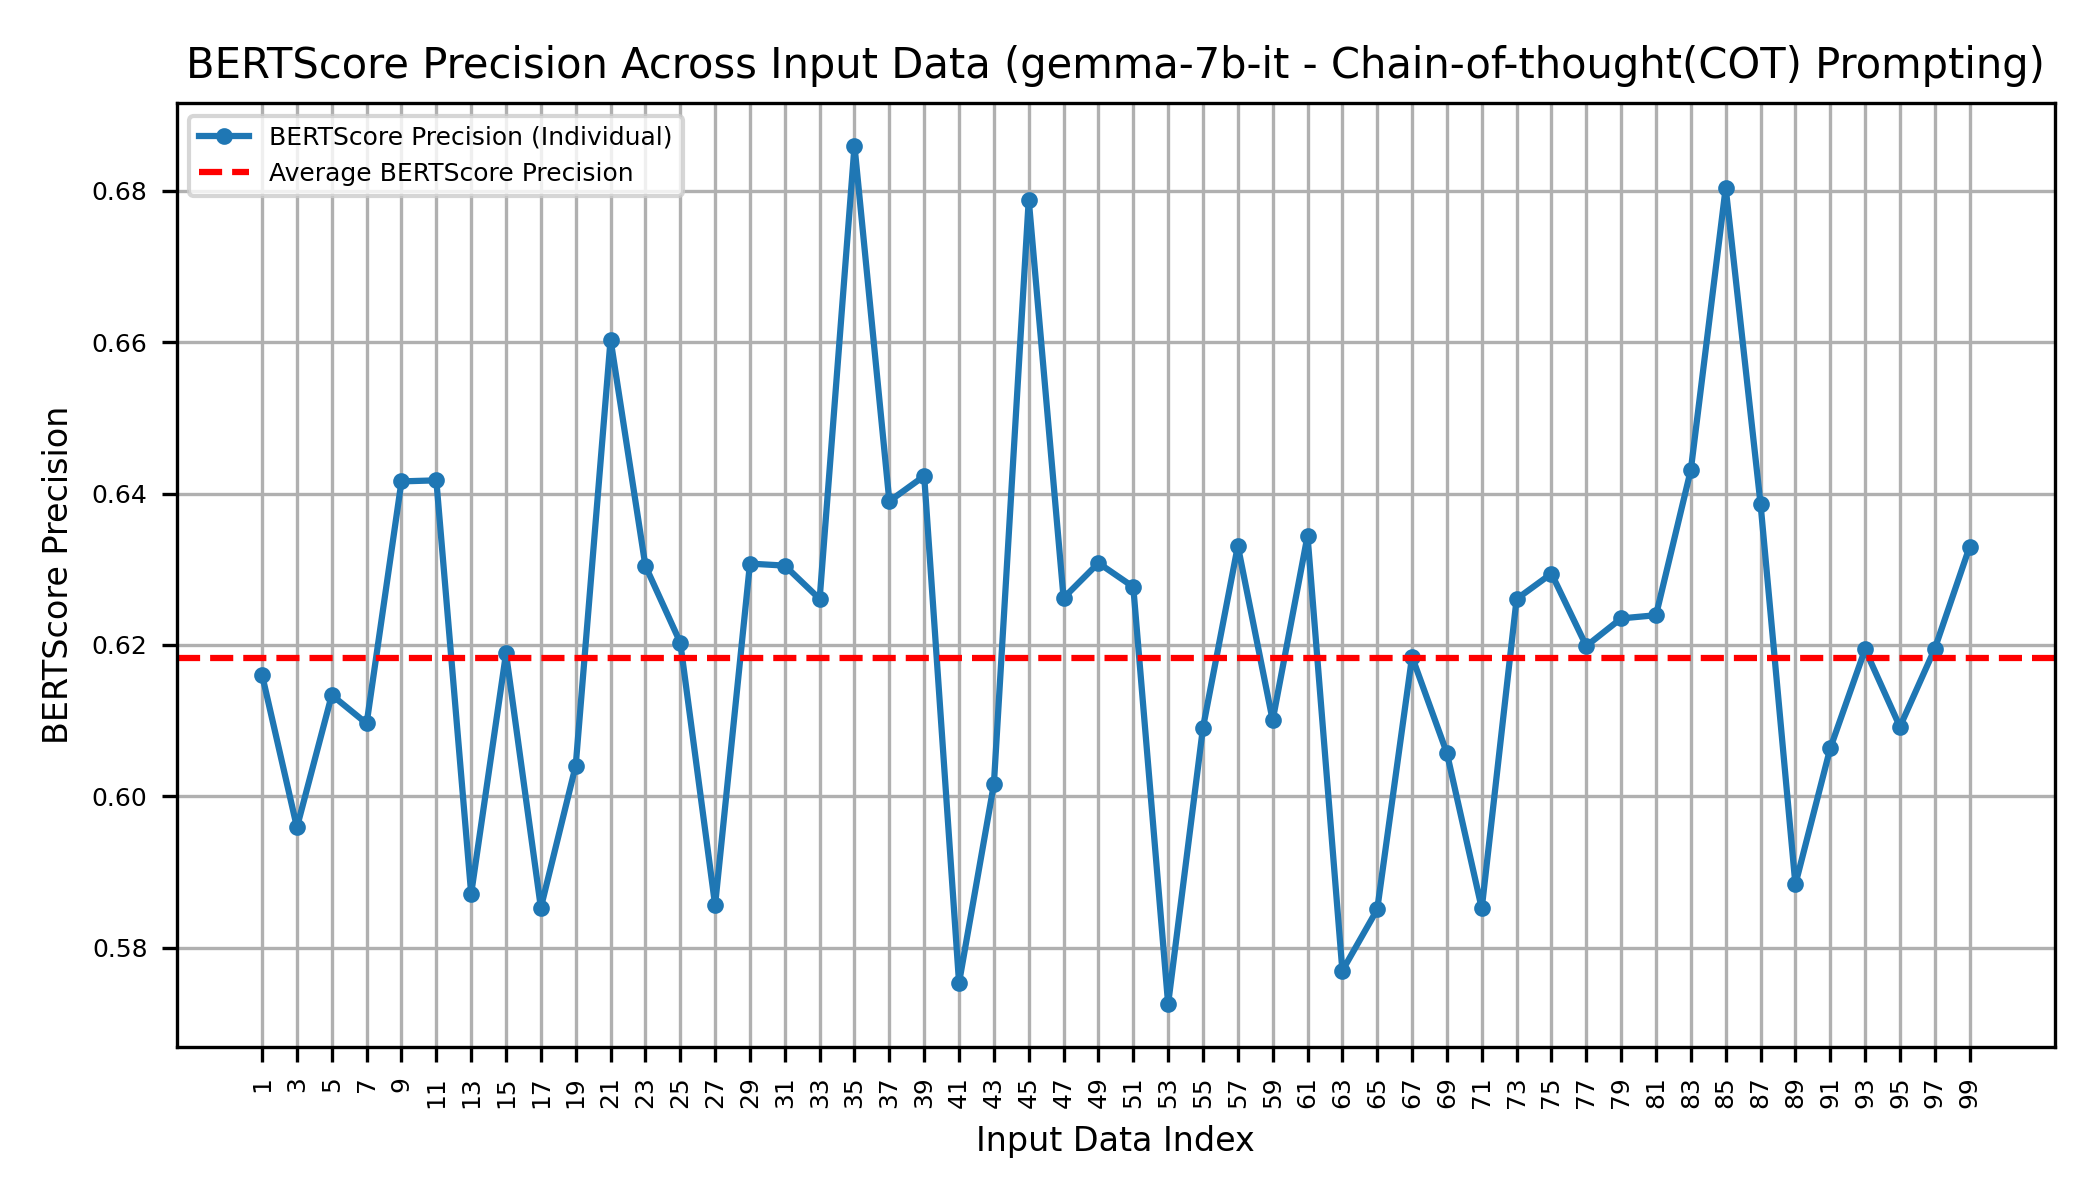 BERTScore Precision Across Input Data (gemma-7b-it - Chain-of-thought(COT) Prompting)
BERTScore Precision (Individual)
Average BERTScore Precision
BERTScore Precision
0.68
0.66
0.64
0.62
0.60
0.58
1 3 5 7 9 11 13 15 17 19 21 23 25 27 29 31 33 35 37 39 41 43 45 47 49 51 53 55 57 59 61 63 65 67 69 71 73 75 77 79 81 83 85 87 89 91 93 95 97 99
Input Data Index